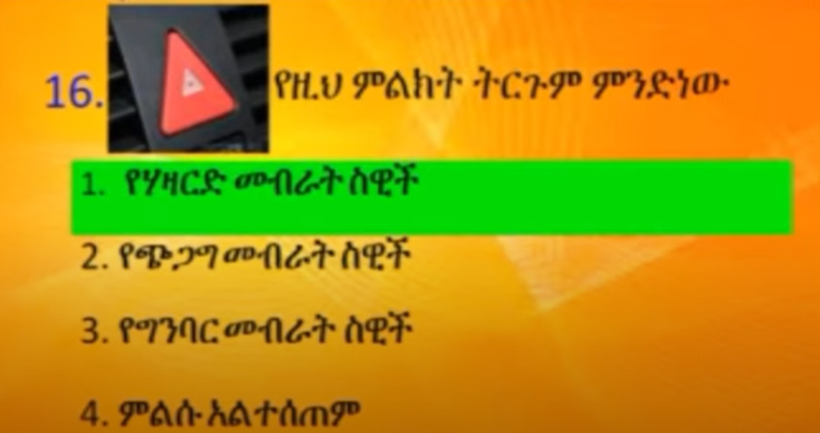 16. የዚህ ምልክት ትርጉም ምንድነው
1. የሃዛርድ መብራት ስዊች
2. የጭጋግ መብራት ስዊች
3. የግንባር መብራት ስዊች
4. ምልሱ አልተሰጠም